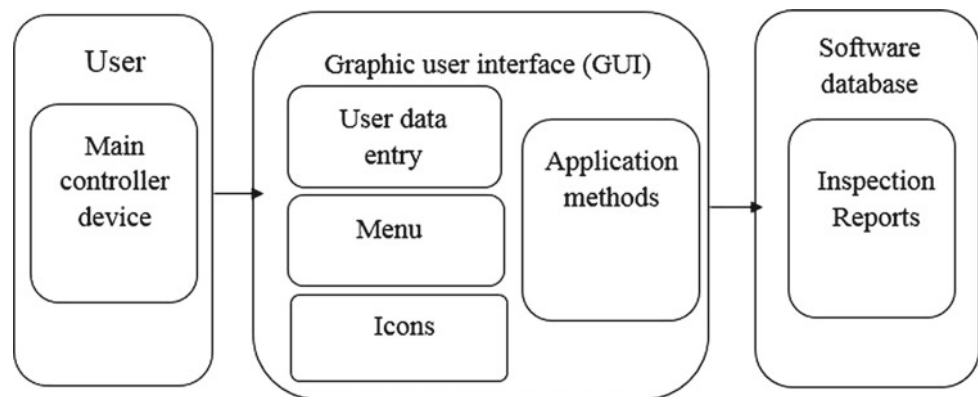 User
Main
controller
device
Graphic user interface (GUI)
User data
entry
Menu
Icons
Application
methods
Software
database
Inspection
Reports